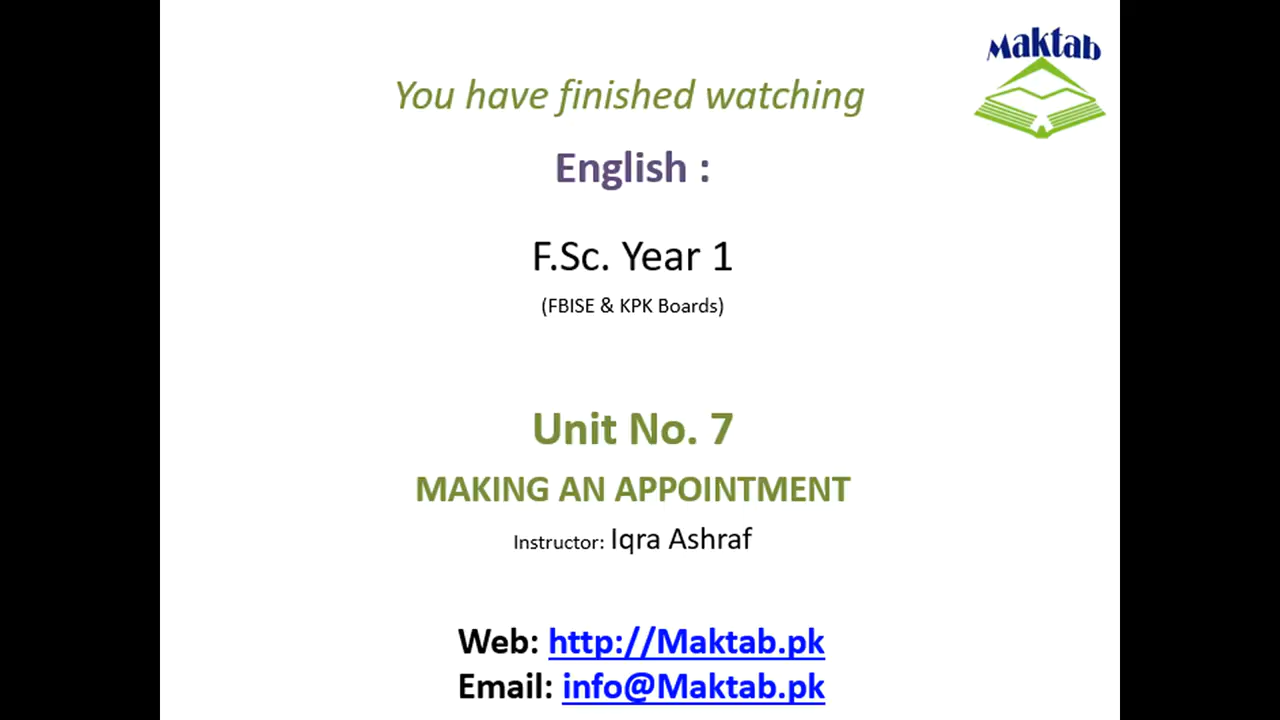 Maktab
You have finished watching
English :
F.Sc. Year 1
(FBISE & KPK Boards)
Unit No. 7
MAKING AN APPOINTMENT
Instructor: Iqra Ashraf
Web: http://Maktab.pk
Email: info@Maktab.pk